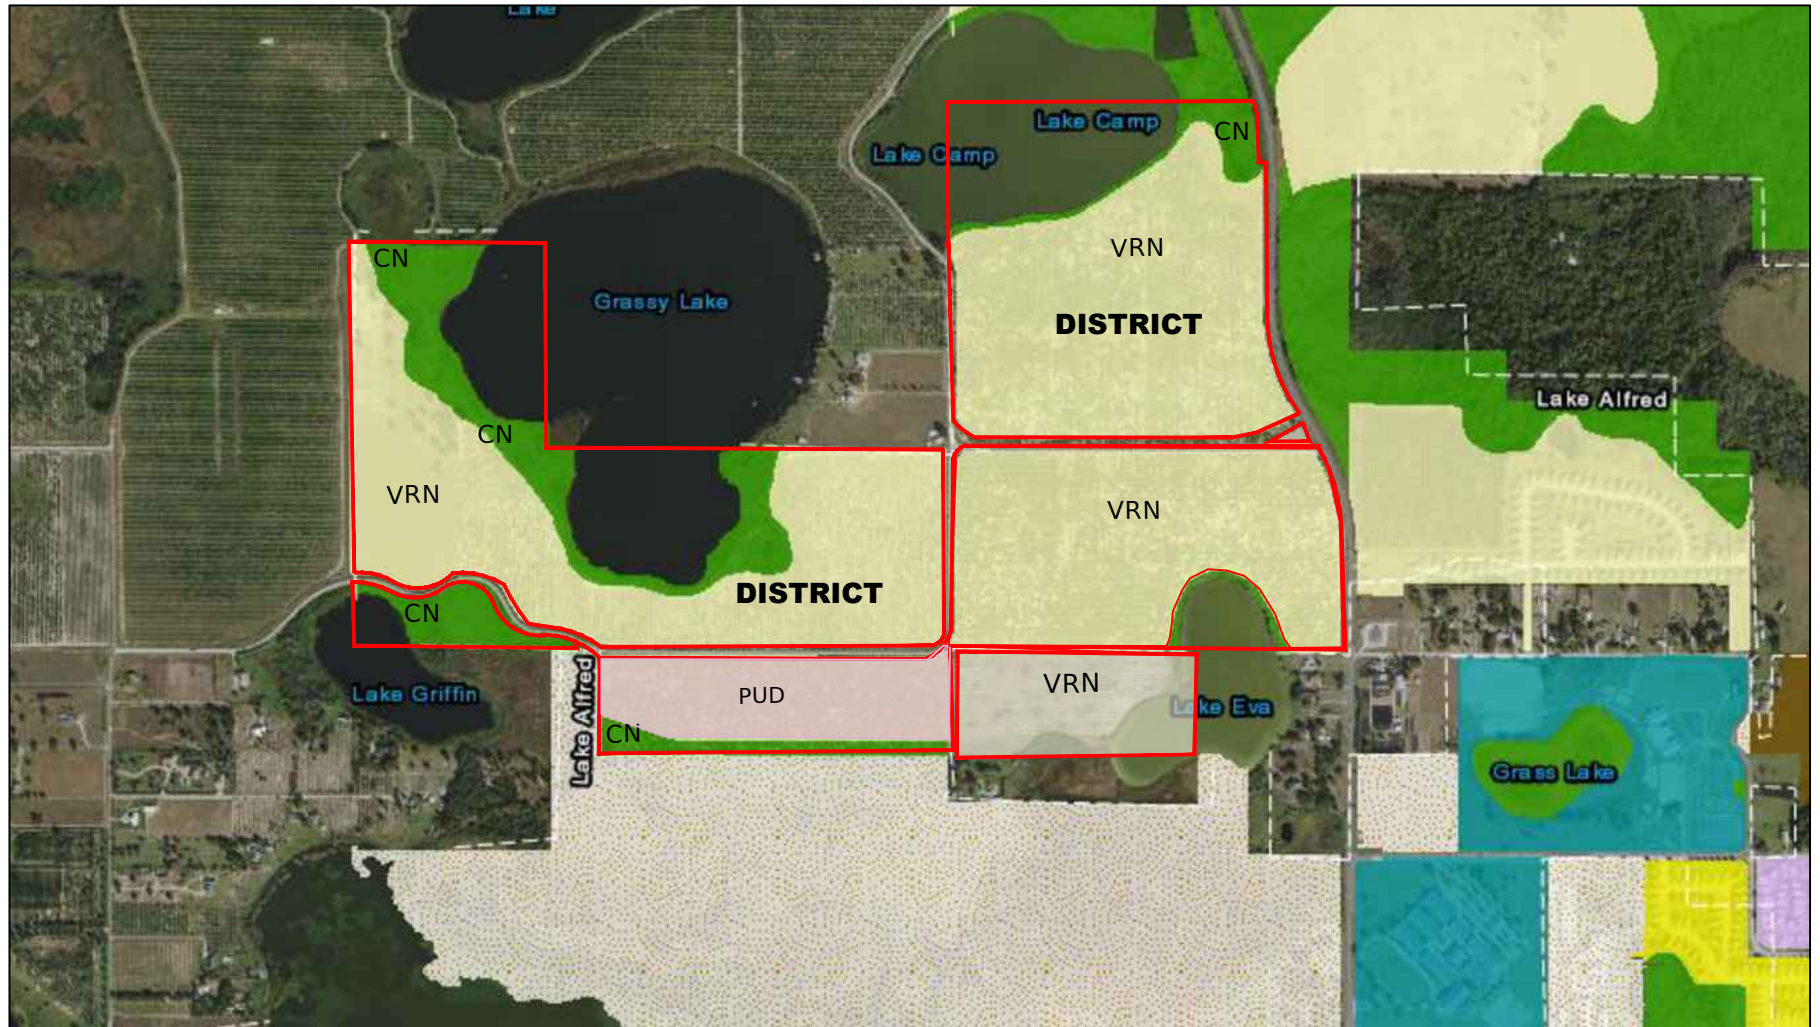 Lake
Lake Camp
CN
Lake Camp
VRN
CN
Grassy Lake
DISTRICT
Lake Alfred
CN
VRN
VRN
DISTRICT
CN
Lake Griffin
Lake Alfred
PUD
VRN
Lake Eva
CN
Grass Lake